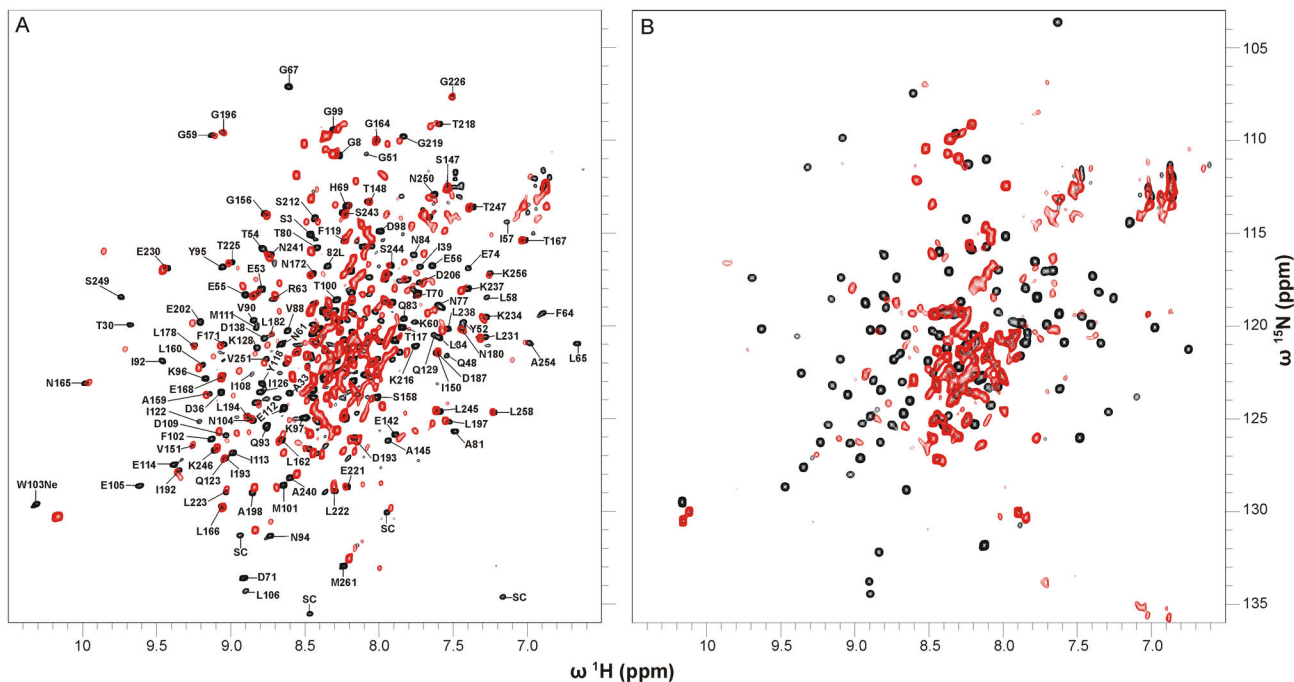 A
B
G67
G226
G196
G99
G164
T218
G59
G8
G219
G51
S147
H69
T148
N250
S212
G156
S243
T247
S3
F119
D98
I57
T54
T80
T225
N241
N84
I39
T167
E230
Y95
82L
S244
E56
E74
N172
D206
K256
E53
S249
E55
R63
T70
K237
T100
L58
E202
V90
V88
Q83
N77
M111
L182
L238
K234
F64
T30
D138
N61
K60
Y52
L178
F171
K128
T117
L34
L231
L160
V251
Y118
N180
A254
L65
I92
Q48
K96
I108
K216
Q129
D187
N165
E168
I126
A33
I150
A159
D36
S158
I122
L194
E112
L245
L258
D109
N104
K97
E142
L197
F102
Q93
V151
A145
A81
K246
L162
D193
E114
Q123
I193
I113
I192
E221
W103Ne
E105
L223
A240
A198
M101
L222
L166
SC
SC
N94
M261
D71
L106
SC
SC
105
110
115
120
125
130
135
ω ¹⁵N (ppm)
10 9.5 9.0 8.5 8.0 7.5 7.0
10 9.5 9.0 8.5 8.0 7.5 7.0
ω ¹H (ppm)